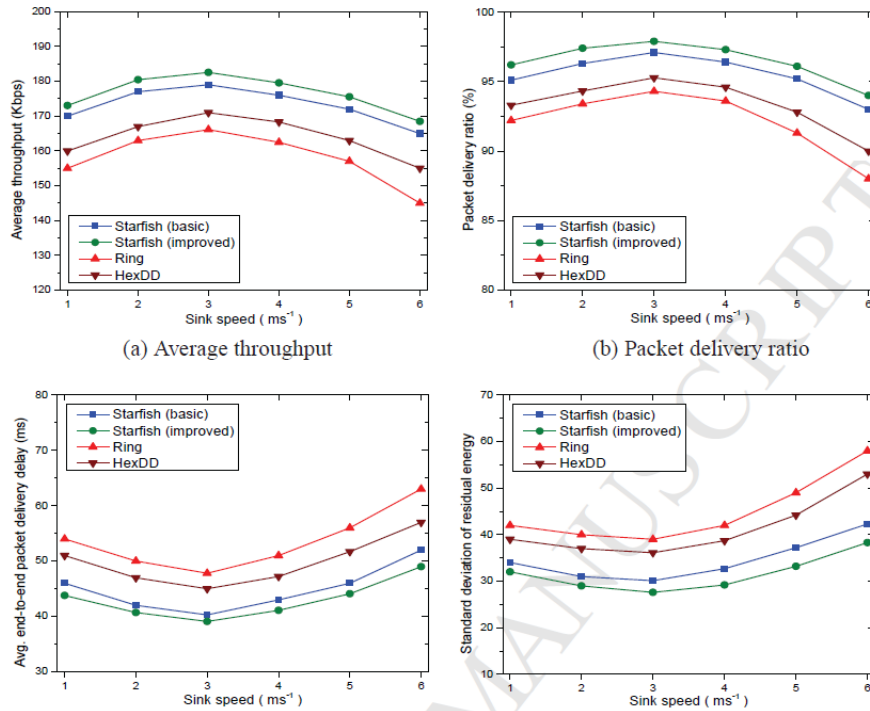 200
190
180
170
160
150
140
130
120
Average throughput (Kbps)
Starfish (basic)
Starfish (improved)
Ring
HexDD
1 2 3 4 5 6
Sink speed ( ms-1 )
(a) Average throughput
100
95
90
85
80
Packet delivery ratio (%)
Starfish (basic)
Starfish (improved)
Ring
HexDD
1 2 3 4 5 6
Sink speed ( ms-1 )
(b) Packet delivery ratio
80
70
60
50
40
30
Avg. end-to-end packet delivery delay (ms)
Starfish (basic)
Starfish (improved)
Ring
HexDD
1 2 3 4 5 6
Sink speed ( ms-1 )
70
60
50
40
30
20
10
Standard deviation of residual energy
Starfish (basic)
Starfish (improved)
Ring
HexDD
1 2 3 4 5 6
Sink speed ( ms-1 )
MANUSCRIPT